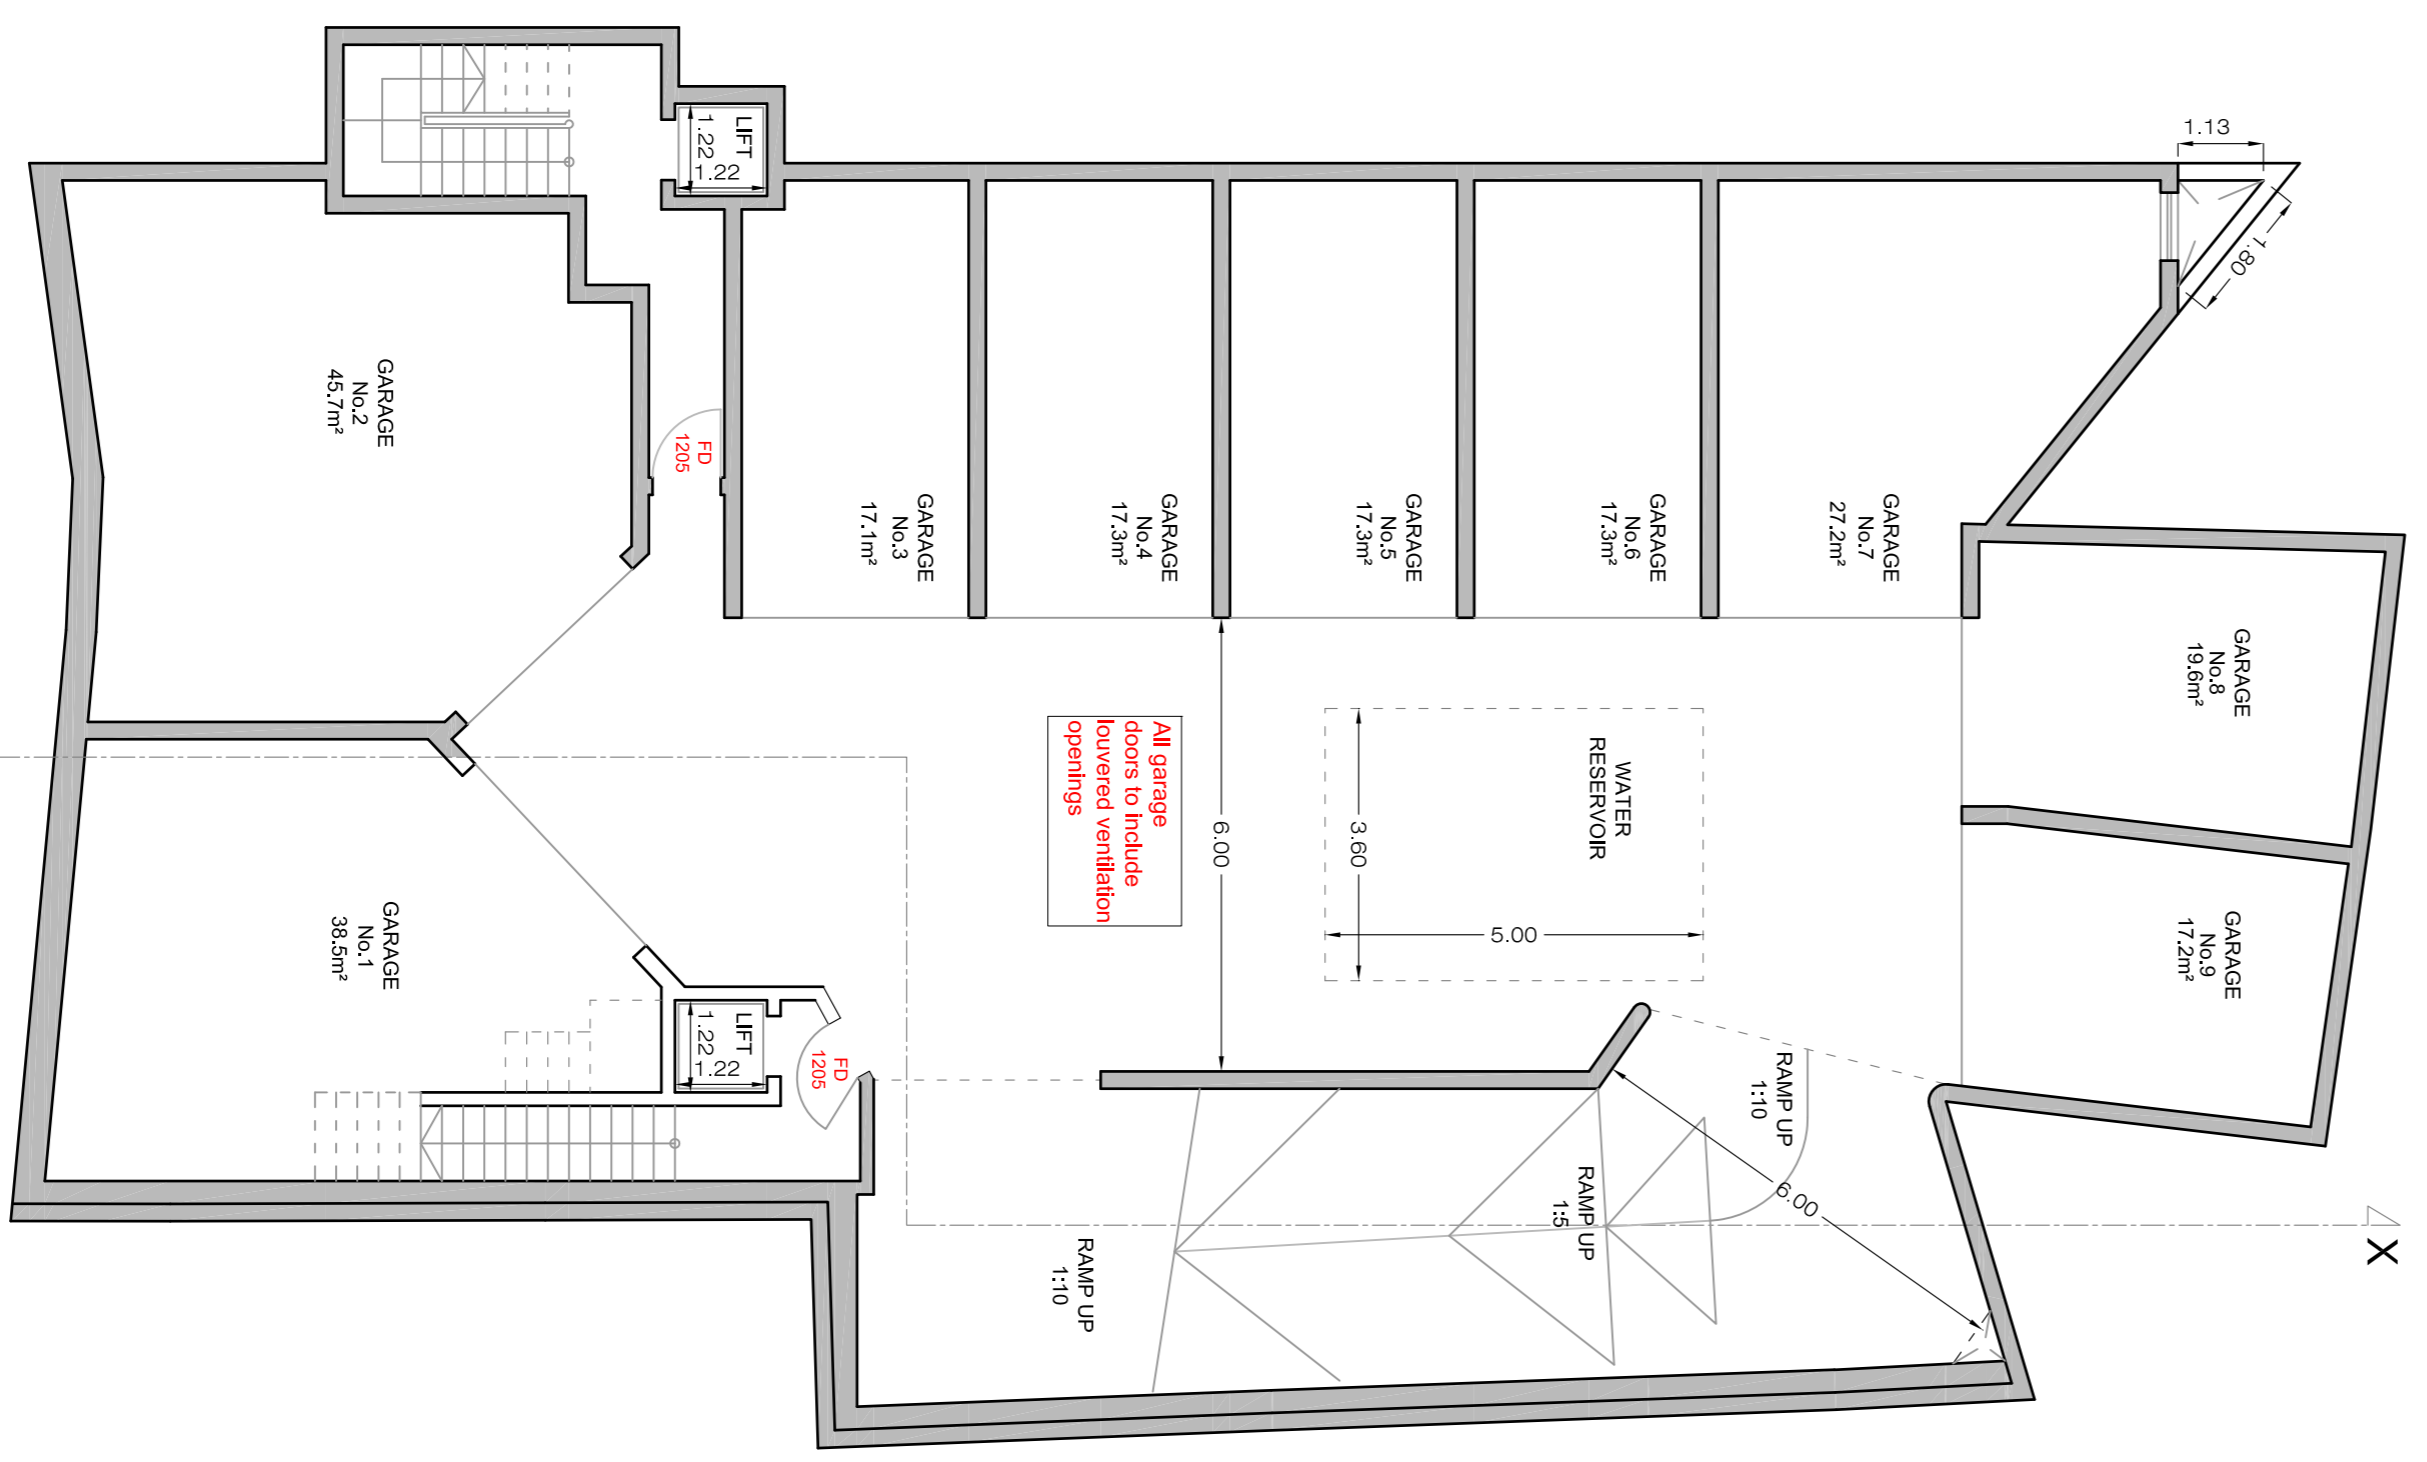 1.13
1.80
LIFT
1.22
1.22
GARAGE
No.2
45.7m²
FD
1205
GARAGE
No.3
17.1m²
GARAGE
No.4
17.3m²
GARAGE
No.5
17.3m²
GARAGE
No.6
17.3m²
GARAGE
No.7
27.2m²
GARAGE
No.8
19.6m²
GARAGE
No.9
17.2m²
All garage
doors to include
louvered ventilation
openings
6.00
WATER
RESERVOIR
3.60
5.00
GARAGE
No.1
38.5m²
LIFT
1.22
1.22
FD
1205
RAMP UP
1:10
RAMP UP
1:5
6.00
RAMP UP
1:10
X